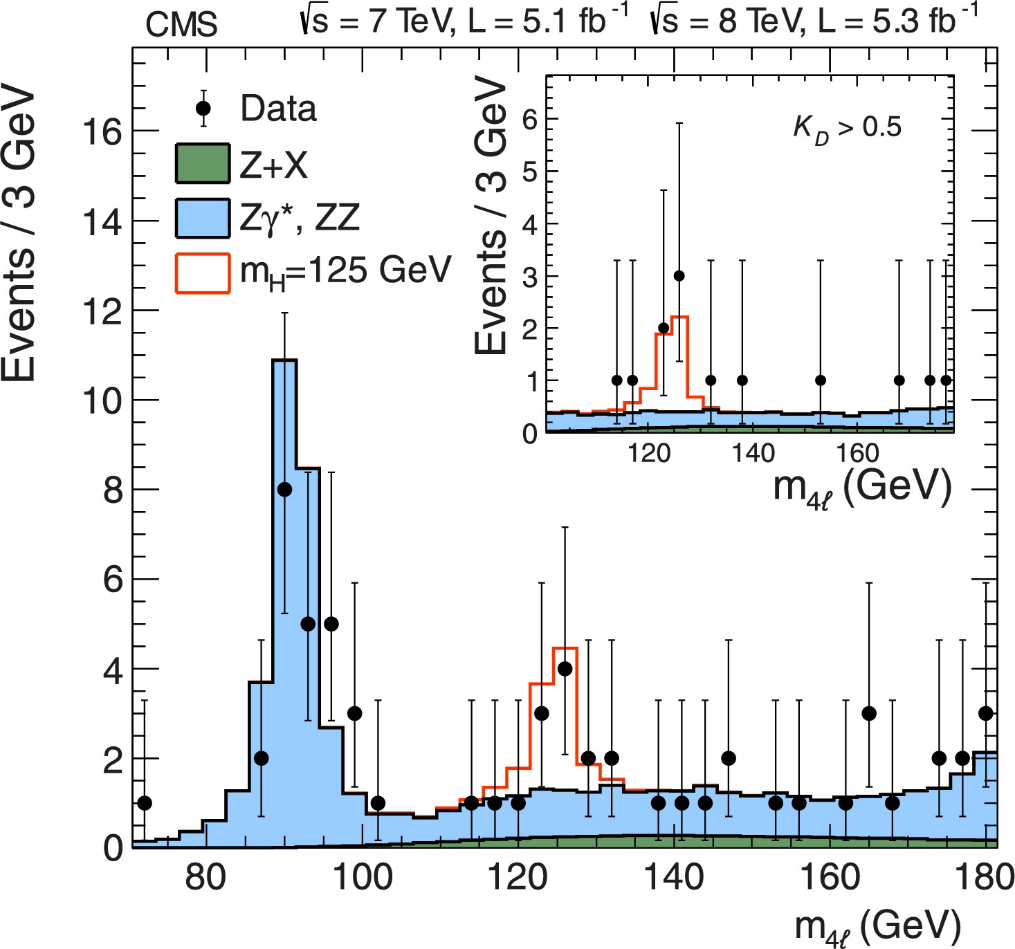 CMS √s = 7 TeV, L = 5.1 fb⁻¹ √s = 8 TeV, L = 5.3 fb⁻¹
Events / 3 GeV
16
14
12
10
8
6
4
2
0
Data
Z+X
Zγ*, ZZ
m_H=125 GeV
80 100 120 140 160 180
m_4ℓ (GeV)
K_D > 0.5
Events / 3 GeV
6
5
4
3
2
1
0
120 140 160
m_4ℓ (GeV)